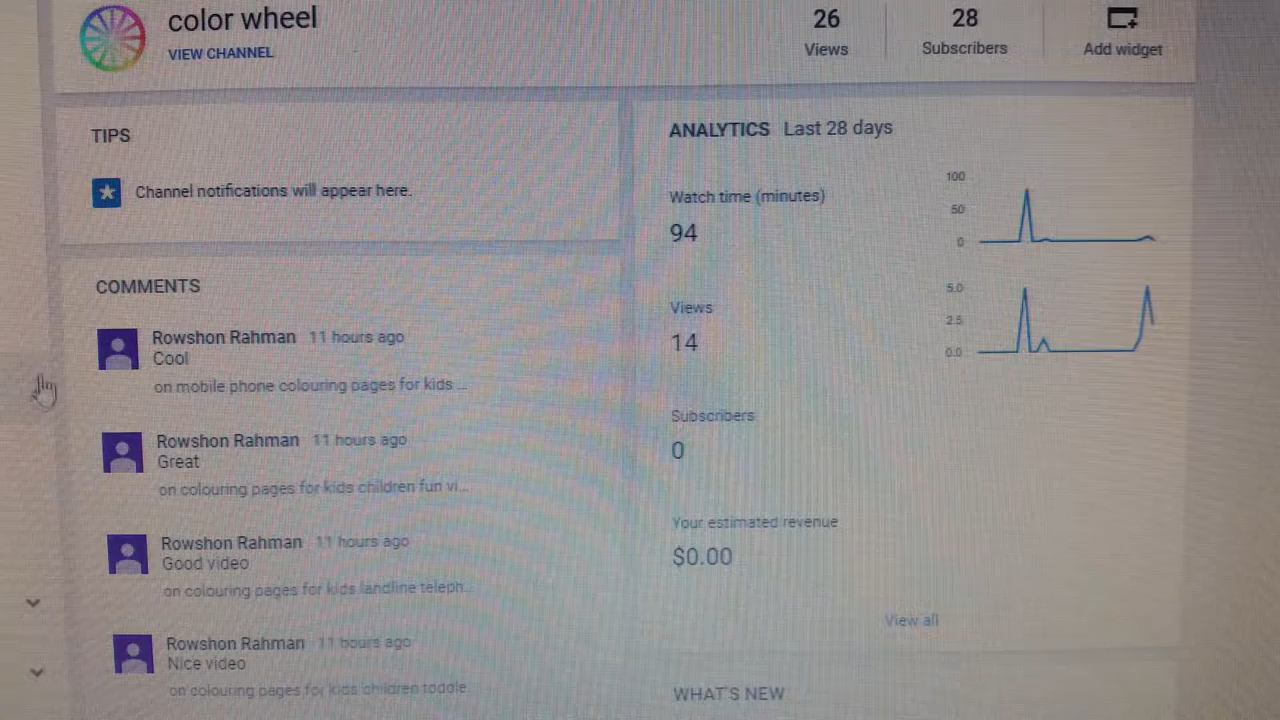 color wheel
VIEW CHANNEL
26
Views
28
Subscribers
Add widget
TIPS
Channel notifications will appear here.
COMMENTS
Rowshon Rahman 11 hours ago
Cool
on mobile phone colouring pages for kids ...
Rowshon Rahman 11 hours ago
Great
on colouring pages for kids children fun vi...
Rowshon Rahman 11 hours ago
Good video
on colouring pages for kids landline teleph...
Rowshon Rahman 11 hours ago
Nice video
on colouring pages for kids children toddle
ANALYTICS Last 28 days
Watch time (minutes)
94
100
50
0
Views
14
5.0
2.5
0.0
Subscribers
0
Your estimated revenue
$0.00
View all
WHAT'S NEW